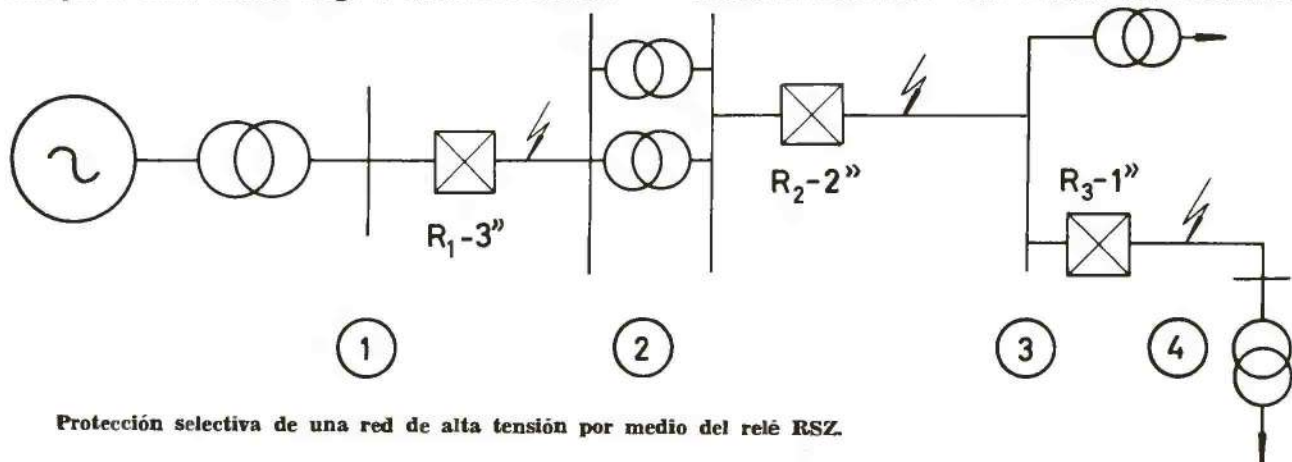 R₁-3”
R₂-2”
R₃-1”
1
2
3
4
Protección selectiva de una red de alta tensión por medio del relé RSZ.